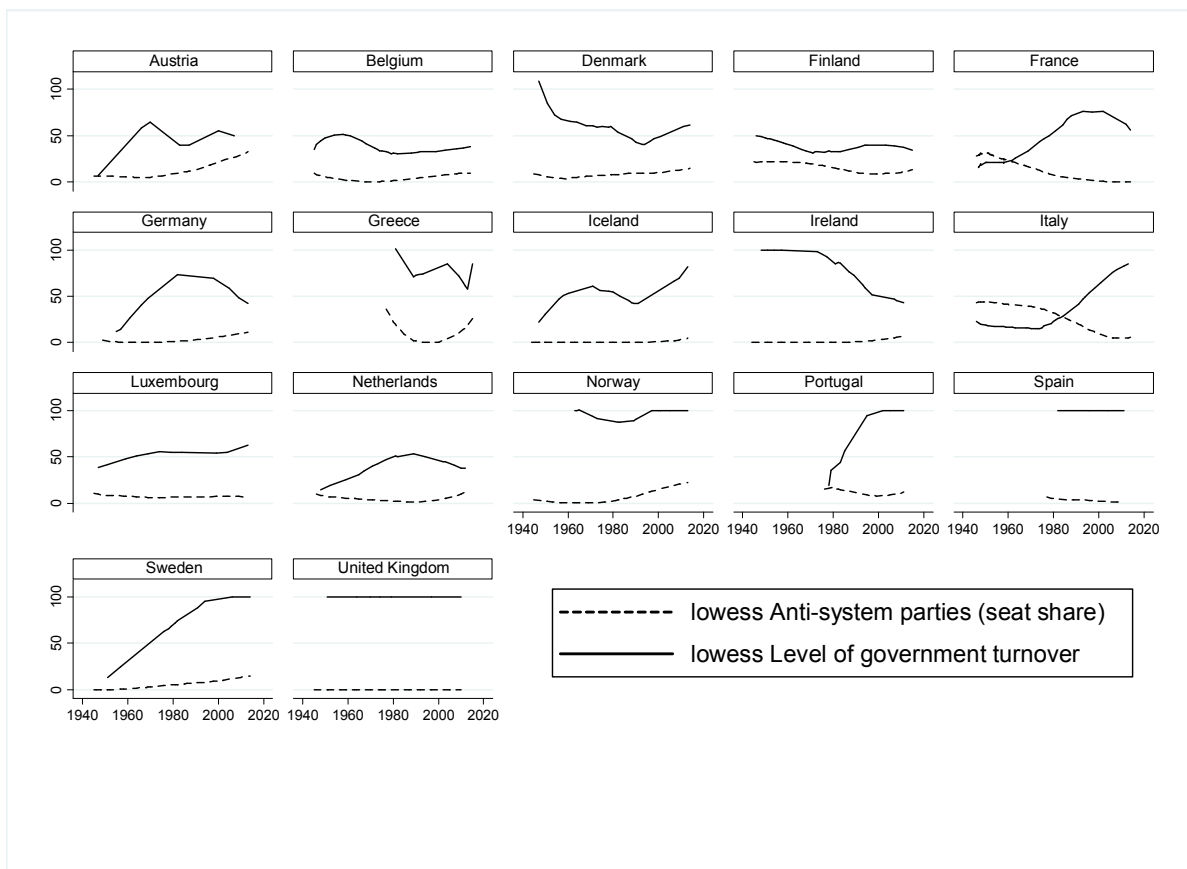 Austria
Belgium
Denmark
Finland
France
0 50 100
Germany
Greece
Iceland
Ireland
Italy
0 50 100
Luxembourg
Netherlands
Norway
Portugal
Spain
0 50 100
1940 1960 1980 2000 2020
1940 1960 1980 2000 2020
1940 1960 1980 2000 2020
Sweden
United Kingdom
0 50 100
1940 1960 1980 2000 2020
1940 1960 1980 2000 2020
lowess Anti-system parties (seat share)
lowess Level of government turnover